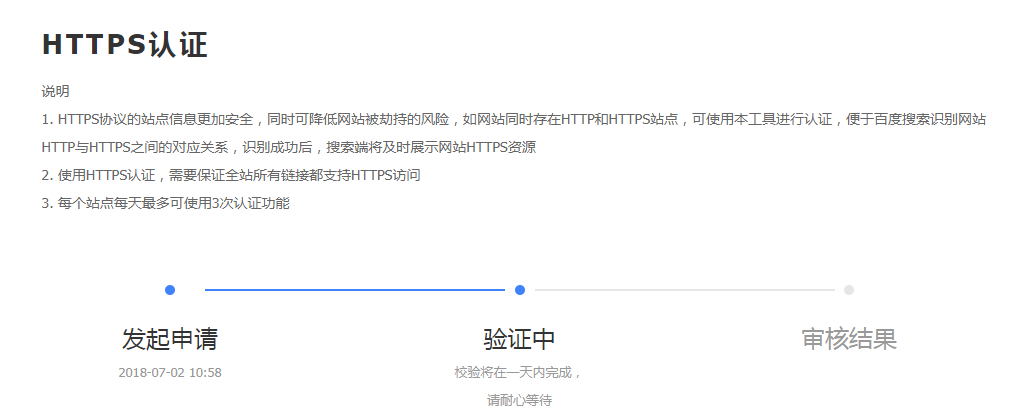 HTTPS认证
说明
1. HTTPS协议的站点信息更加安全，同时可降低网站被劫持的风险，如网站同时存在HTTP和HTTPS站点，可使用本工具进行认证，便于百度搜索识别网站
HTTP与HTTPS之间的对应关系，识别成功后，搜索端将及时展示网站HTTPS资源
2. 使用HTTPS认证，需要保证全站所有链接都支持HTTPS访问
3. 每个站点每天最多可使用3次认证功能
发起申请
2018-07-02 10:58
验证中
校验将在一天内完成，
请耐心等待
审核结果